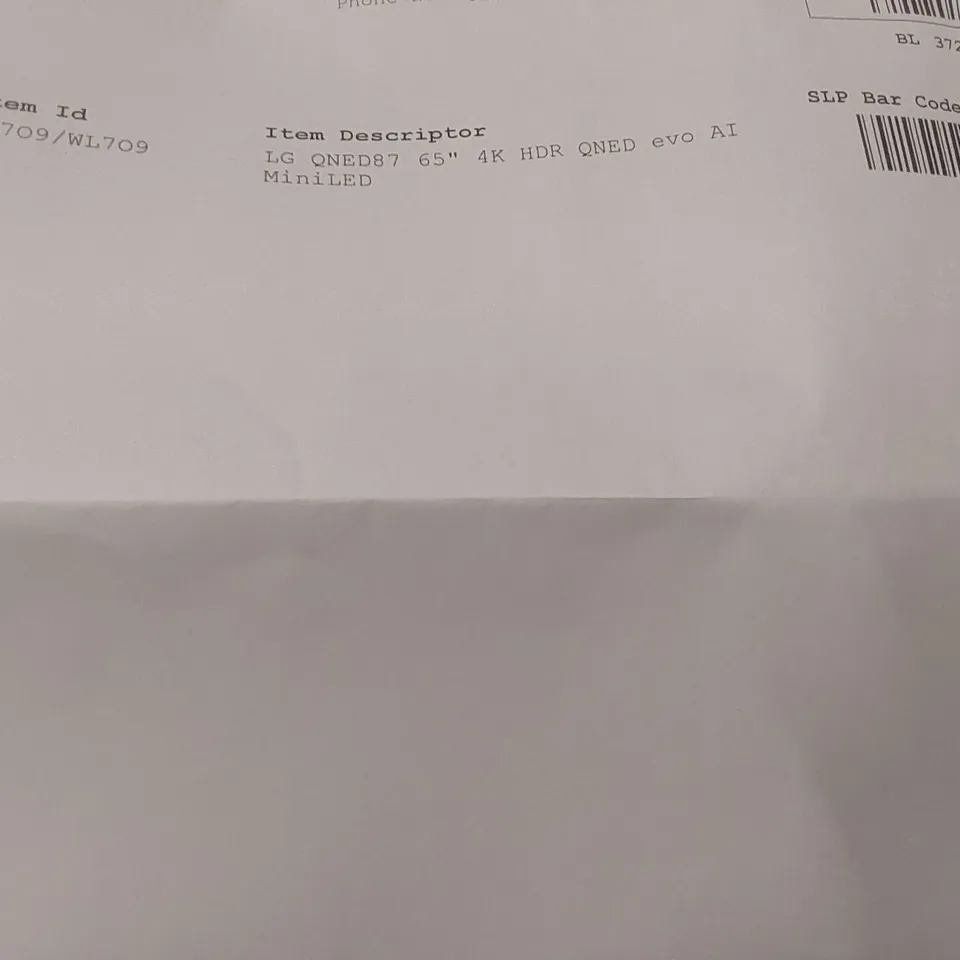 BL 372
Id
SLP Bar Code
709/WL709
Item Descriptor
LG QNED87 65" 4K HDR QNED evo AI
MiniLED